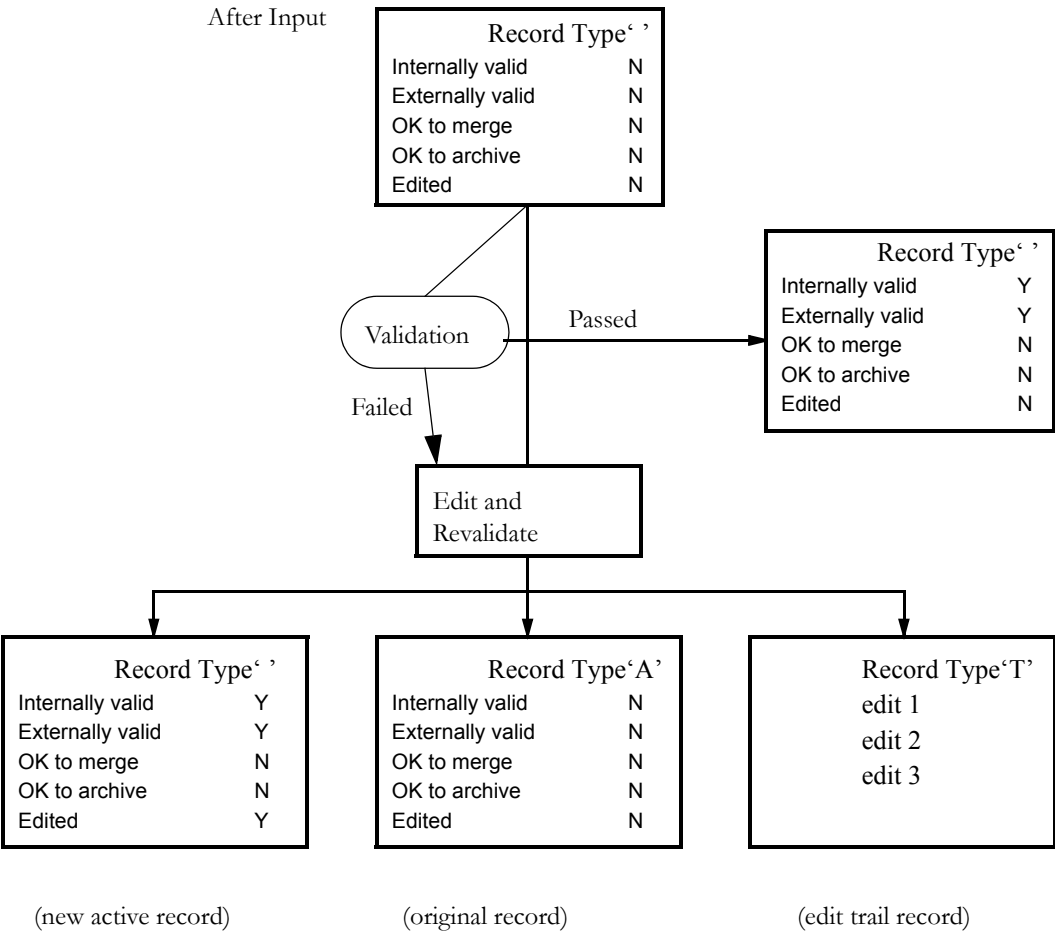 After Input
Record Type‘ ’
Internally valid N
Externally valid N
OK to merge N
OK to archive N
Edited N
Record Type‘ ’
Internally valid Y
Externally valid Y
OK to merge N
OK to archive N
Edited N
Validation
Passed
Failed
Edit and
Revalidate
Record Type‘ ’
Internally valid Y
Externally valid Y
OK to merge N
OK to archive N
Edited Y
Record Type‘A’
Internally valid N
Externally valid N
OK to merge N
OK to archive N
Edited N
Record Type‘T’
edit 1
edit 2
edit 3
(new active record)
(original record)
(edit trail record)